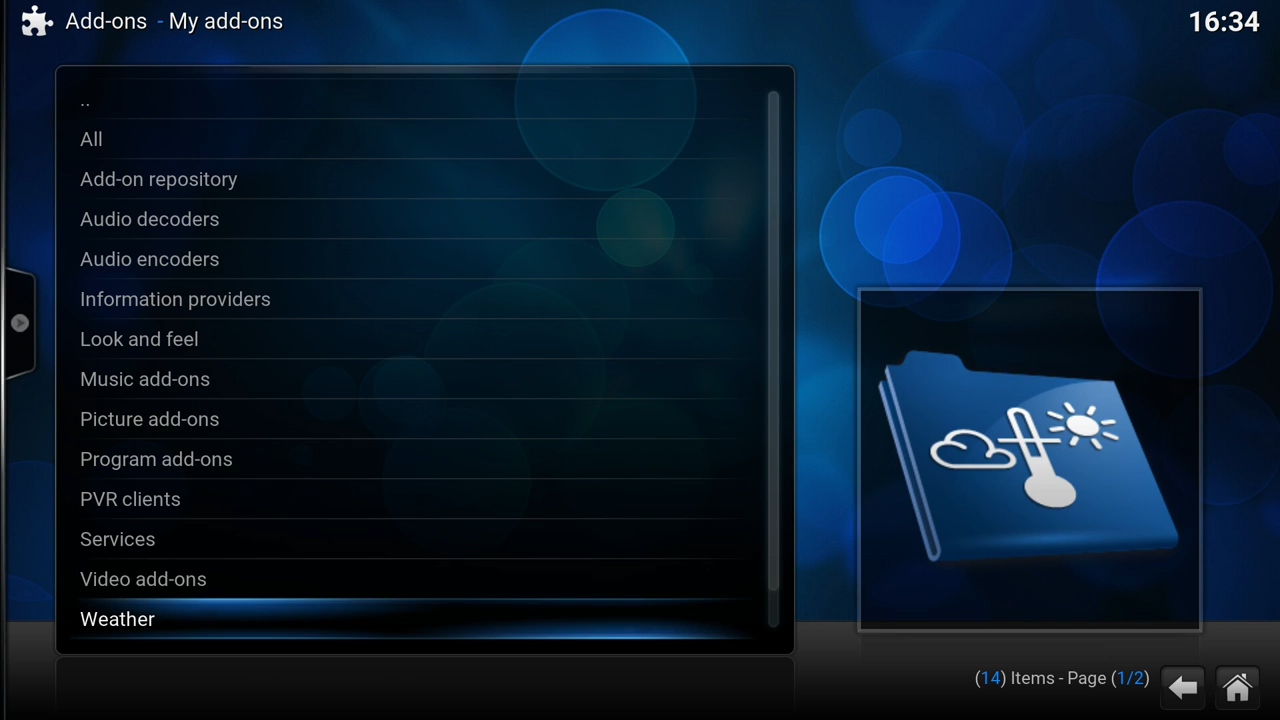 Add-ons - My add-ons
16:34
..
All
Add-on repository
Audio decoders
Audio encoders
Information providers
Look and feel
Music add-ons
Picture add-ons
Program add-ons
PVR clients
Services
Video add-ons
Weather
(14) Items - Page (1/2)